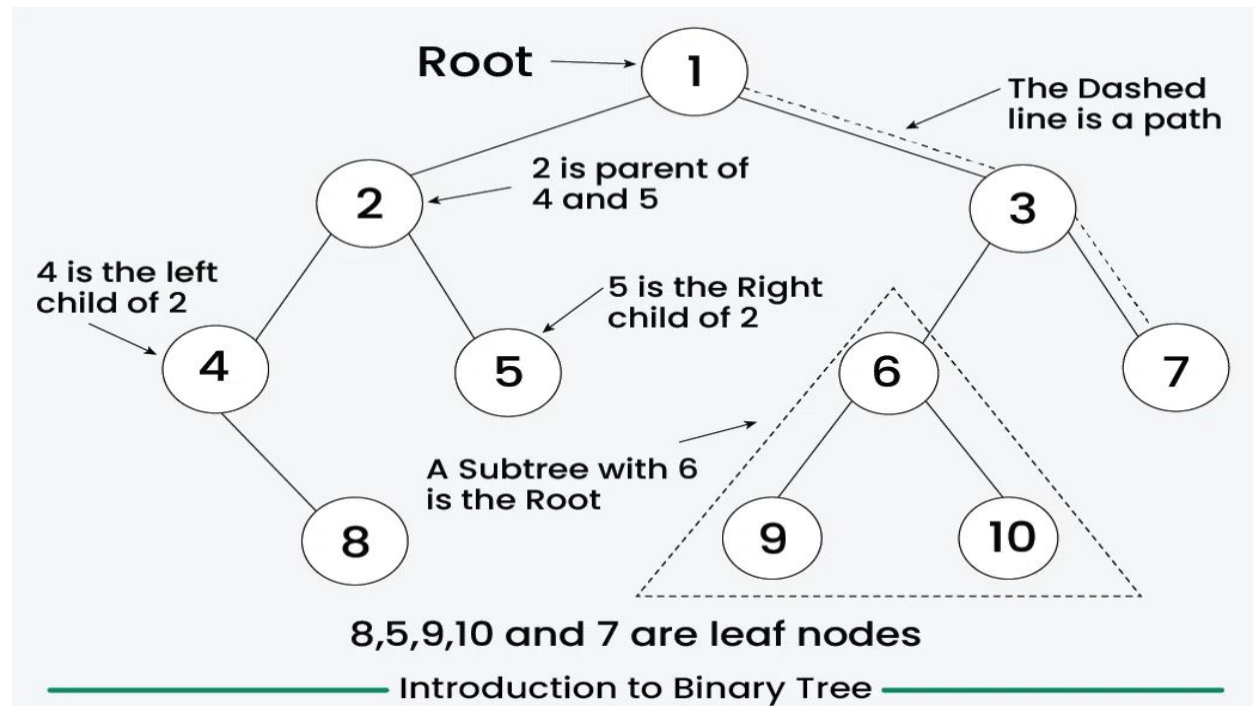 Root
1
The Dashed
line is a path
2 is parent of
4 and 5
2
3
4 is the left
child of 2
5 is the Right
child of 2
4
5
6
7
A Subtree with 6
is the Root
8
9
10
8,5,9,10 and 7 are leaf nodes
Introduction to Binary Tree